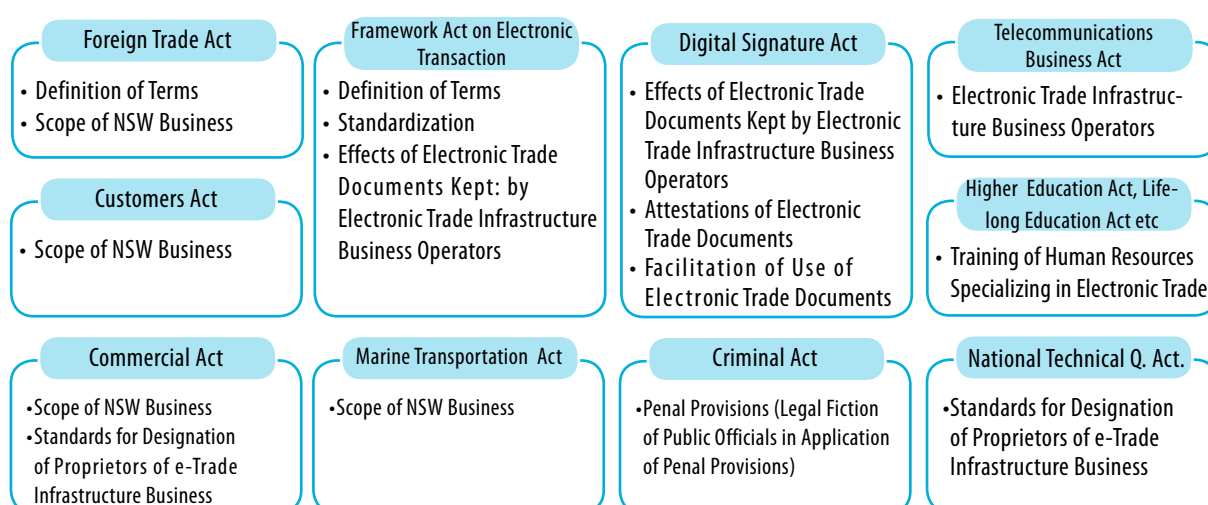 Foreign Trade Act
• Definition of Terms
• Scope of NSW Business
Customers Act
• Scope of NSW Business
Framework Act on Electronic
Transaction
• Definition of Terms
• Standardization
• Effects of Electronic Trade
Documents Kept: by
Electronic Trade Infrastructure
Business Operators
Digital Signature Act
• Effects of Electronic Trade
Documents Kept by Electronic
Trade Infrastructure Business
Operators
• Attestations of Electronic
Trade Documents
• Facilitation of Use of
Electronic Trade Documents
Telecommunications
Business Act
• Electronic Trade Infrastruc-
ture Business Operators
Higher Education Act, Life-
long Education Act etc
• Training of Human Resources
Specializing in Electronic Trade
Commercial Act
•Scope of NSW Business
•Standards for Designation
of Proprietors of e-Trade
Infrastructure Business
Marine Transportation Act
•Scope of NSW Business
Criminal Act
•Penal Provisions (Legal Fiction
of Public Officials in Application
of Penal Provisions)
National Technical Q. Act.
•Standards for Designation
of Proprietors of e-Trade
Infrastructure Business